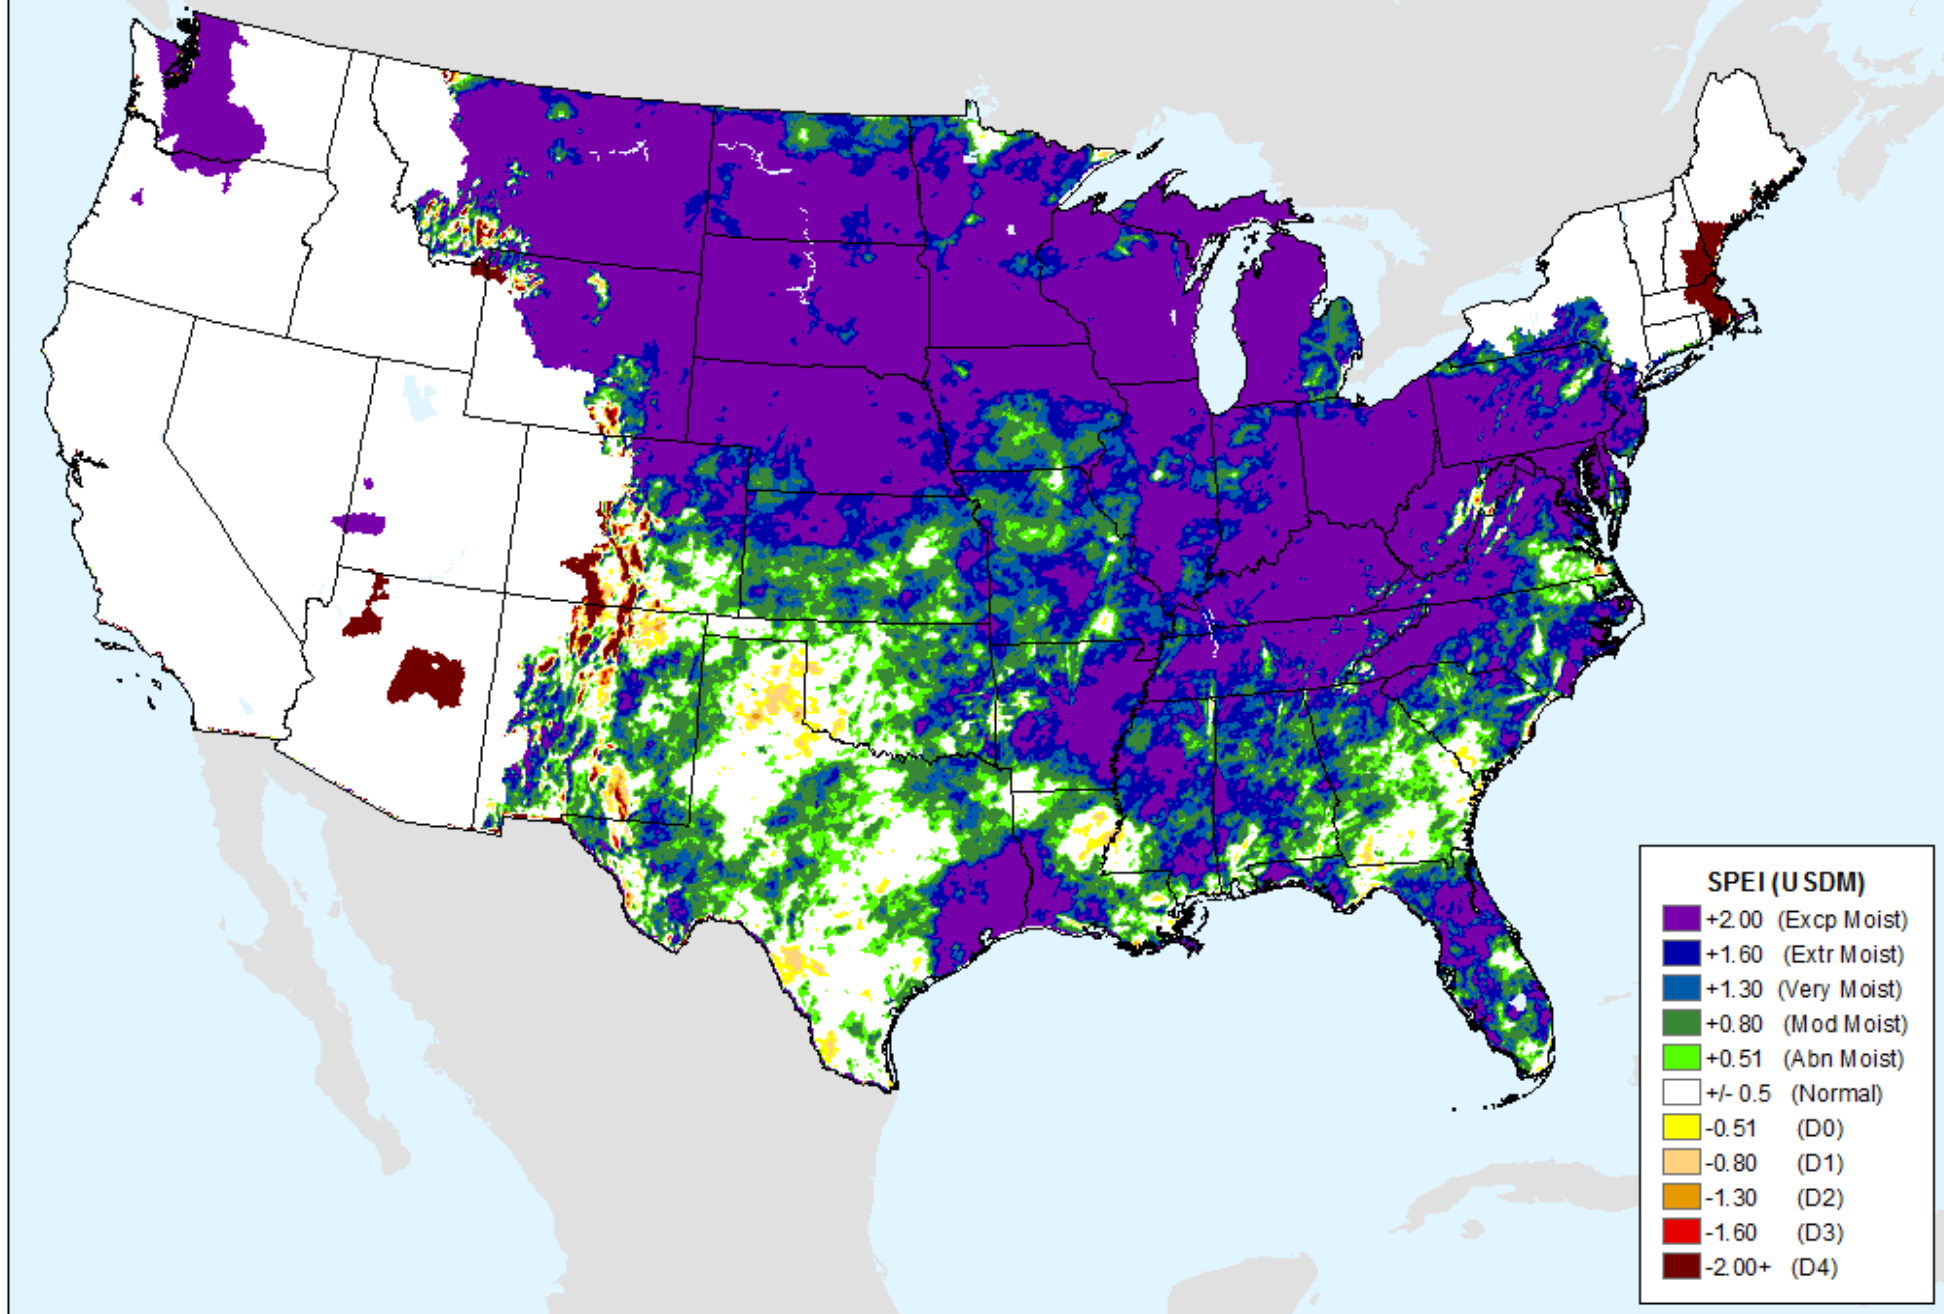 SPEI (USDM)
+2.00 (Excp Moist)
+1.60 (Extr Moist)
+1.30 (Very Moist)
+0.80 (Mod Moist)
+0.51 (Abn Moist)
+/- 0.5 (Normal)
-0.51 (D0)
-0.80 (D1)
-1.30 (D2)
-1.60 (D3)
-2.00+ (D4)